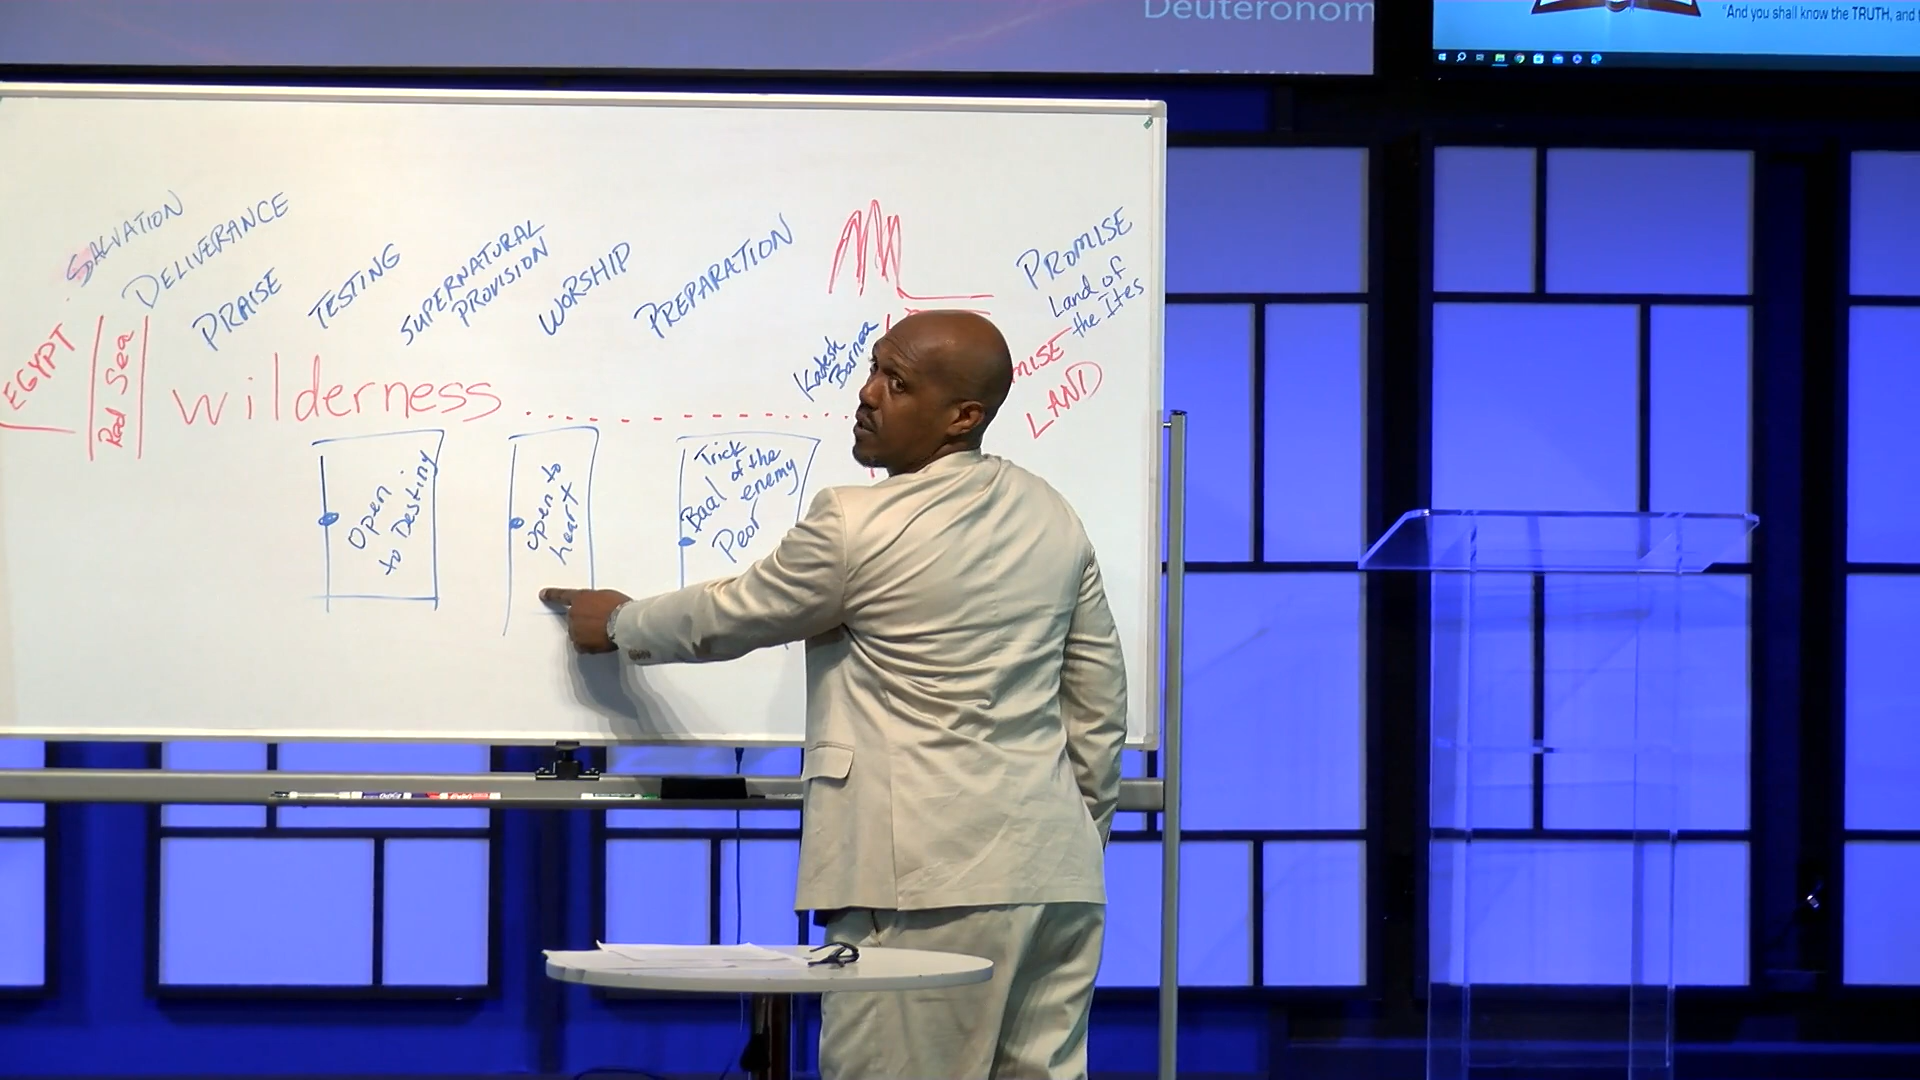 Deuteronom
"And you shall know the TRUTH, and t
SALVATION
DELIVERANCE
PRAISE
TESTING
SUPERNATURAL
PROVISION
WORSHIP
PREPARATION
PROMISE
Land of
the Ites
EGYPT
Red Sea
wilderness
Kadesh
Barnea
MISE
LAND
Open
to Destiny
Open to
heart
Trick
of the
enemy
Baal
Peor
EXPO